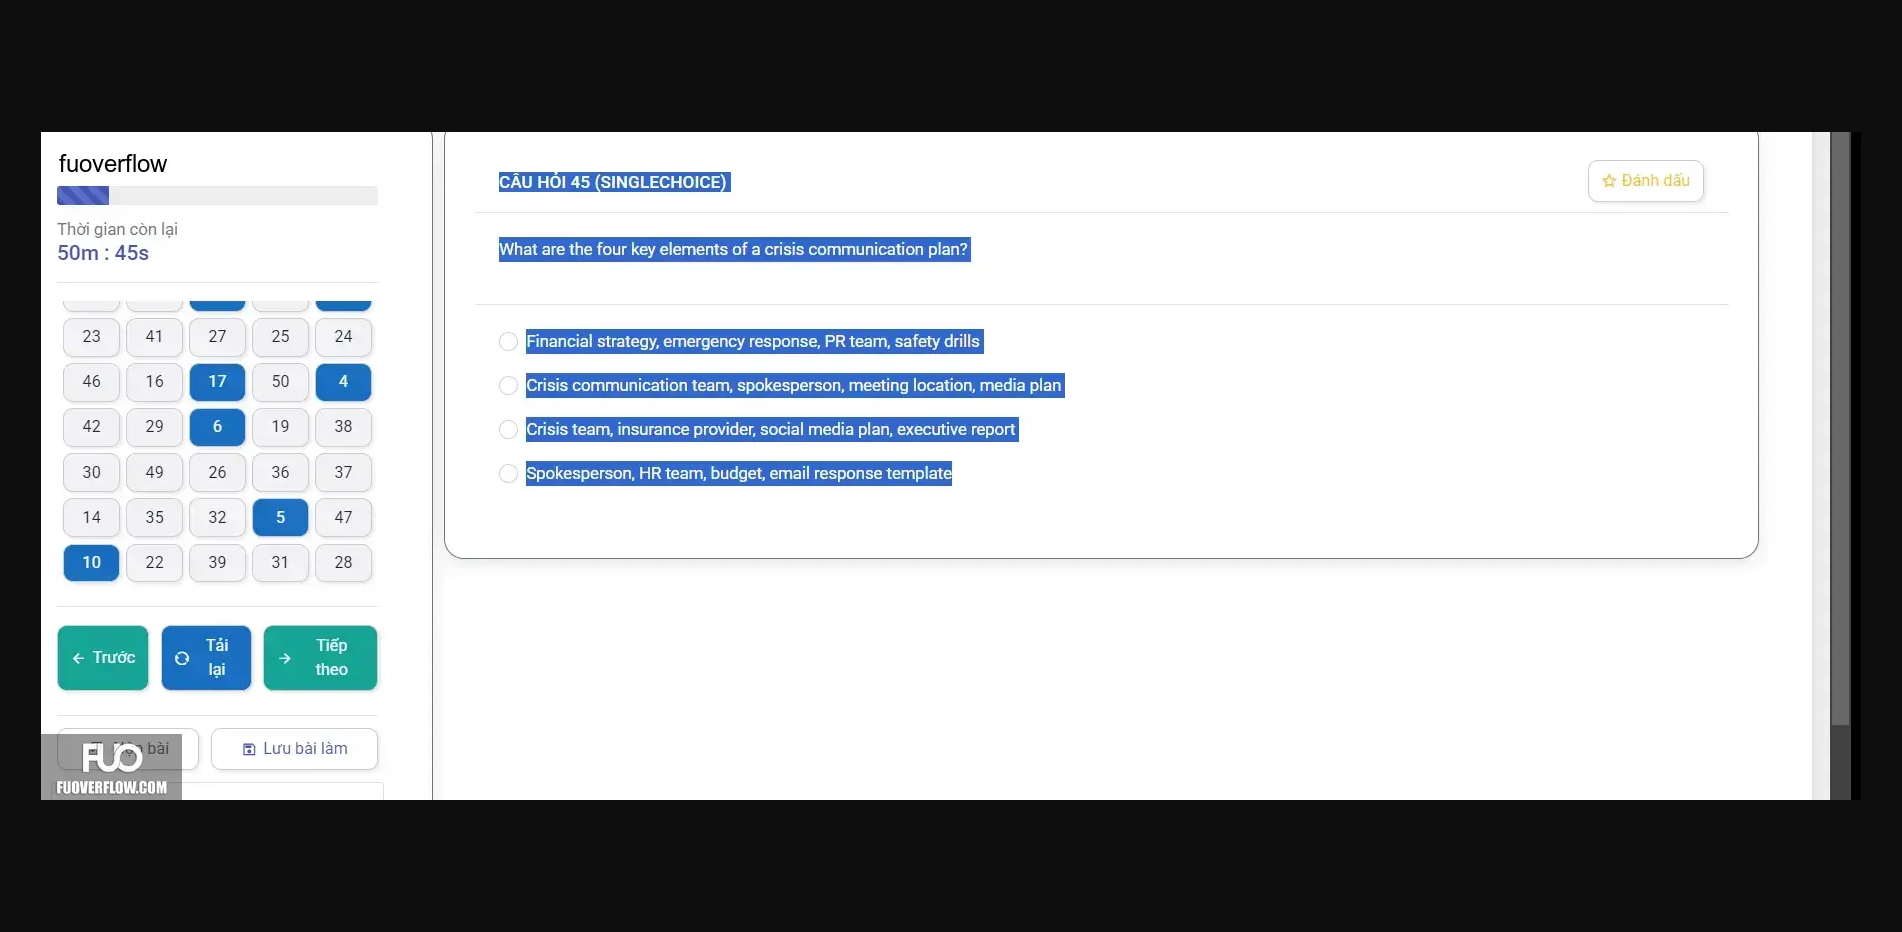 fuoverflow
Thời gian còn lại
50m : 45s
23 41 27 25 24
46 16 17 50 4
42 29 6 19 38
30 49 26 36 37
14 35 32 5 47
10 22 39 31 28
Trước
Tải lại
Tiếp theo
bài
Lưu bài làm
FUO
FUOVERFLOW.COM
CÂU HỎI 45 (SINGLECHOICE)
Đánh dấu
What are the four key elements of a crisis communication plan?
Financial strategy, emergency response, PR team, safety drills
Crisis communication team, spokesperson, meeting location, media plan
Crisis team, insurance provider, social media plan, executive report
Spokesperson, HR team, budget, email response template